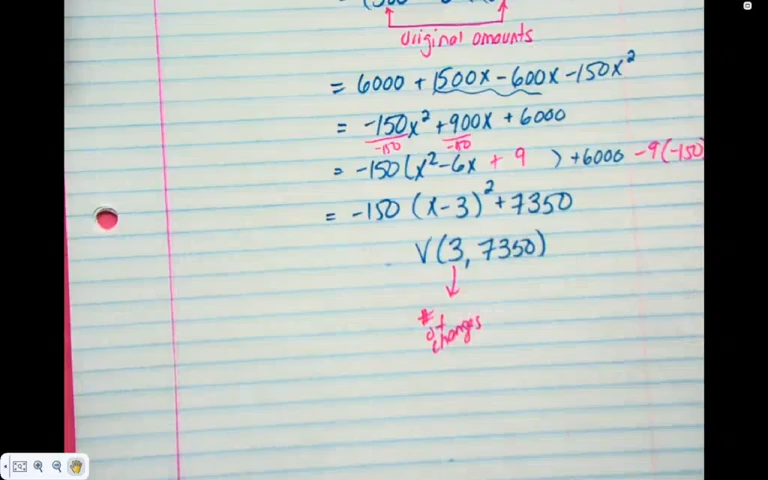 Original amounts
= 6000 + 1500x - 600x - 150x²
= -150x² + 900x + 6000
-150 -150
= -150(x² - 6x + 9 ) + 6000 - 9(-150)
= -150 (x - 3)² + 7350
V(3, 7350)
# of changes